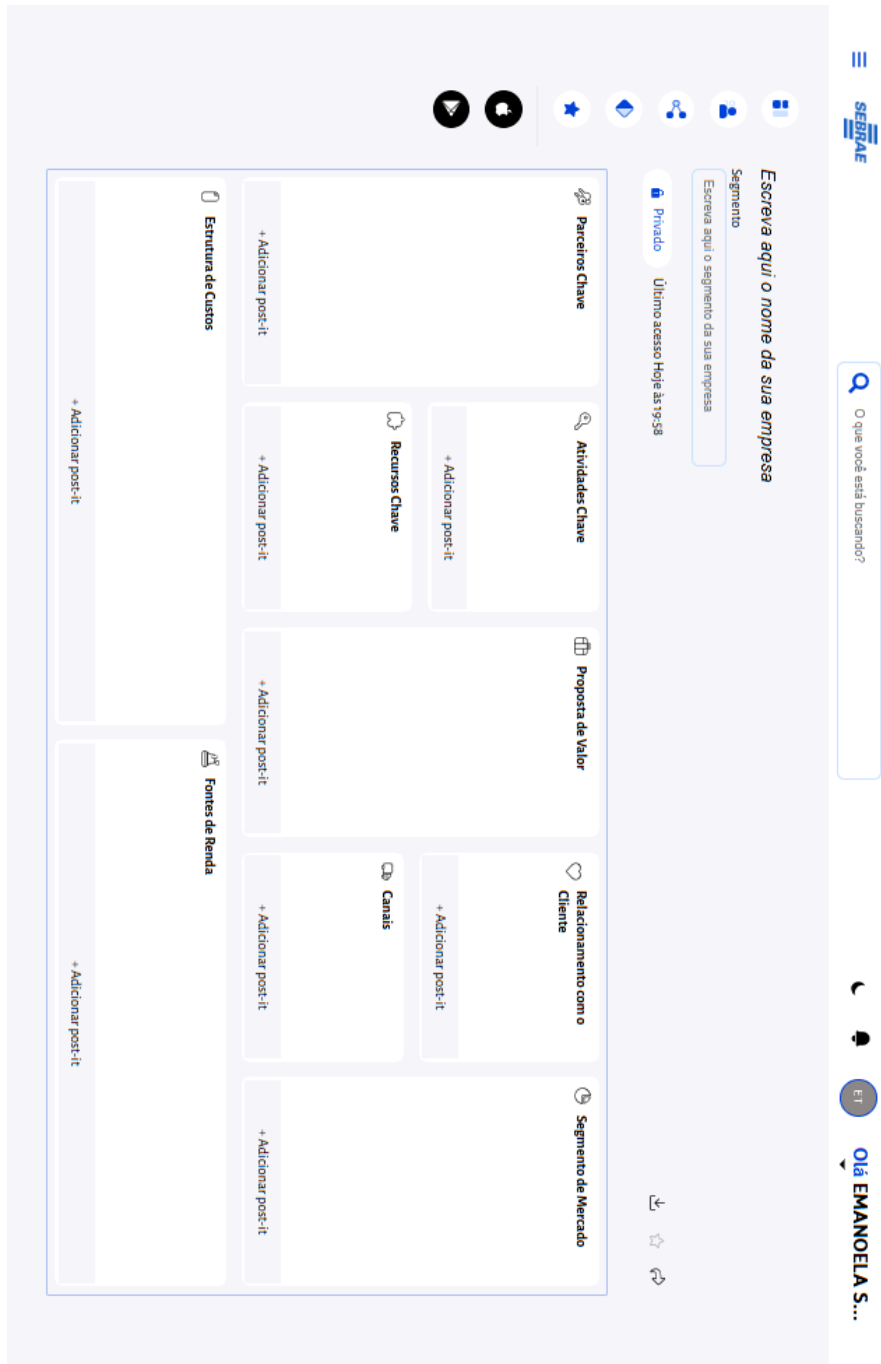 SEBRAE
O que você está buscando?
ET
Olá EMANOELA S...
Escreva aqui o nome da sua empresa
Segmento
Escreva aqui o segmento da sua empresa
Privado
Último acesso Hoje às 19:58
Parceiros Chave
+ Adicionar post-it
Atividades Chave
+ Adicionar post-it
Recursos Chave
+ Adicionar post-it
Proposta de Valor
+ Adicionar post-it
Relacionamento com o
Cliente
+ Adicionar post-it
Canais
+ Adicionar post-it
Segmento de Mercado
+ Adicionar post-it
Estrutura de Custos
+ Adicionar post-it
Fontes de Renda
+ Adicionar post-it